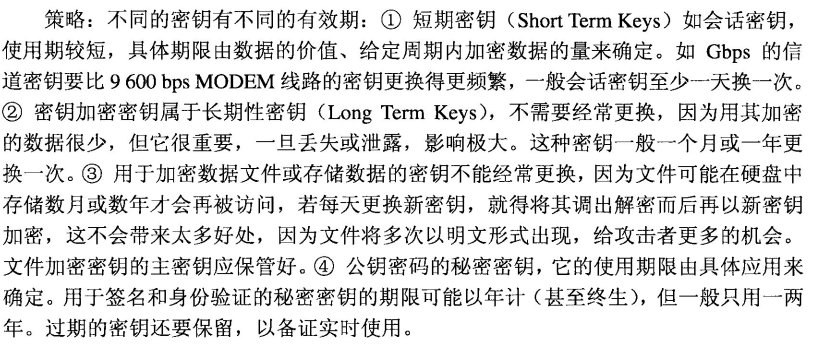 策略：不同的密钥有不同的有效期：① 短期密钥（Short Term Keys）如会话密钥，
使用期较短，具体期限由数据的价值、给定周期内加密数据的量来确定。如 Gbps 的信
道密钥要比 9 600 bps MODEM 线路的密钥更换得更频繁，一般会话密钥至少一天换一次。
② 密钥加密密钥属于长期性密钥（Long Term Keys），不需要经常更换，因为用其加密
的数据很少，但它很重要，一旦丢失或泄露，影响极大。这种密钥一般一个月或一年更
换一次。③ 用于加密数据文件或存储数据的密钥不能经常更换，因为文件可能在硬盘中
存储数月或数年才会再被访问，若每天更换新密钥，就得将其调出解密而后再以新密钥
加密，这不会带来太多好处，因为文件将多次以明文形式出现，给攻击者更多的机会。
文件加密密钥的主密钥应保管好。④ 公钥密码的秘密密钥，它的使用期限由具体应用来
确定。用于签名和身份验证的秘密密钥的期限可能以年计（甚至终生），但一般只用一两
年。过期的密钥还要保留，以备证实时使用。